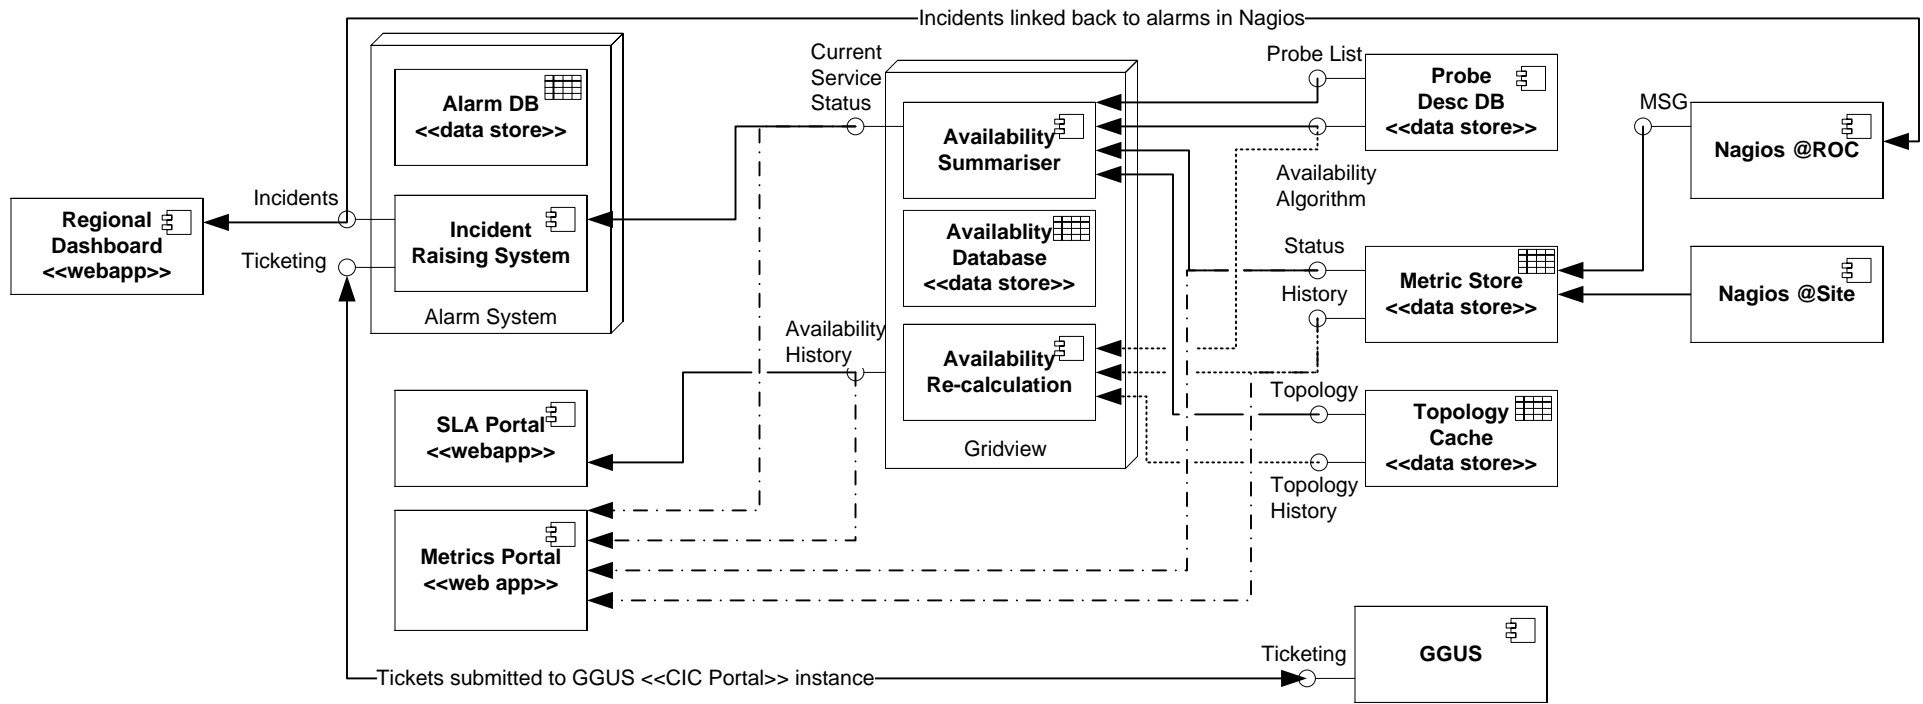 Incidents linked back to alarms in Nagios
Alarm DB
<<data store>>
Incident
Raising System
Alarm System
Incidents
Ticketing
Regional
Dashboard
<<webapp>>
Current
Service
Status
Availability
Summariser
Availablity
Database
<<data store>>
Availability
Re-calculation
Gridview
Availability
History
SLA Portal
<<webapp>>
Metrics Portal
<<web app>>
Probe List
Probe
Desc DB
<<data store>>
Availability
Algorithm
MSG
Nagios @ROC
Status
History
Metric Store
<<data store>>
Nagios @Site
Topology
Topology
Cache
<<data store>>
Topology
History
Ticketing
GGUS
Tickets submitted to GGUS <<CIC Portal>> instance